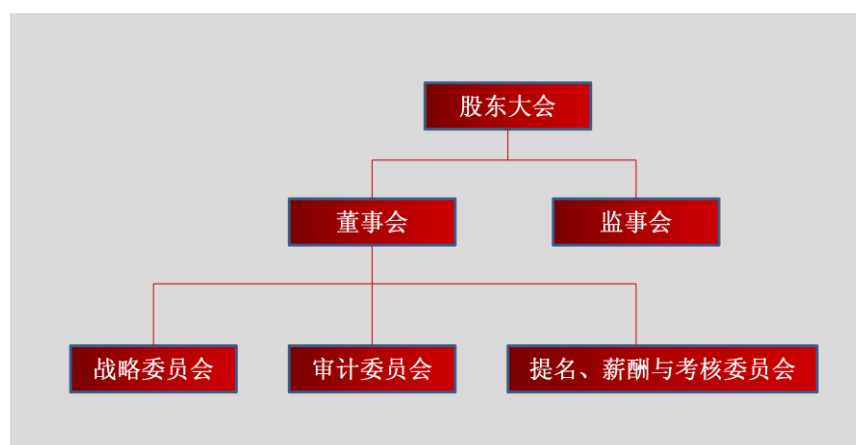 股东大会
董事会
监事会
战略委员会
审计委员会
提名、薪酬与考核委员会